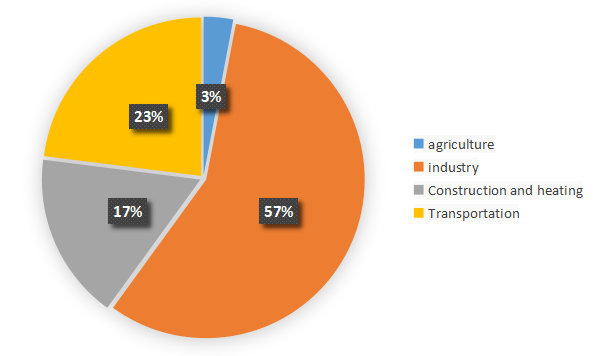 3%
23%
17%
57%
agriculture
industry
Construction and heating
Transportation